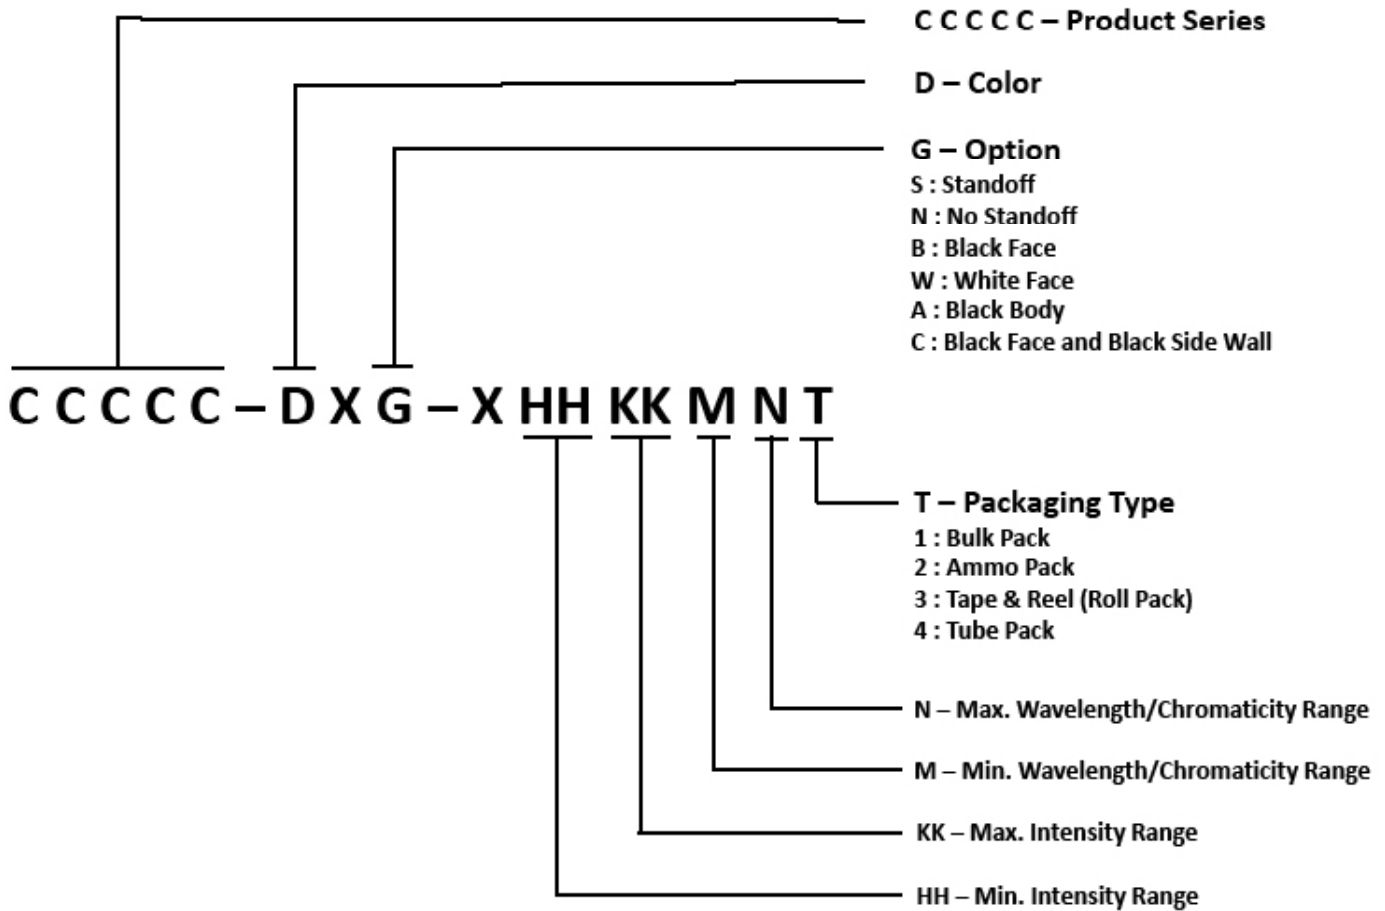 C C C C C – Product Series
D – Color
G – Option
S : Standoff
N : No Standoff
B : Black Face
W : White Face
A : Black Body
C : Black Face and Black Side Wall
C C C C C – D X G – X HH KK M N T
T – Packaging Type
1 : Bulk Pack
2 : Ammo Pack
3 : Tape & Reel (Roll Pack)
4 : Tube Pack
N – Max. Wavelength/Chromaticity Range
M – Min. Wavelength/Chromaticity Range
KK – Max. Intensity Range
HH – Min. Intensity Range